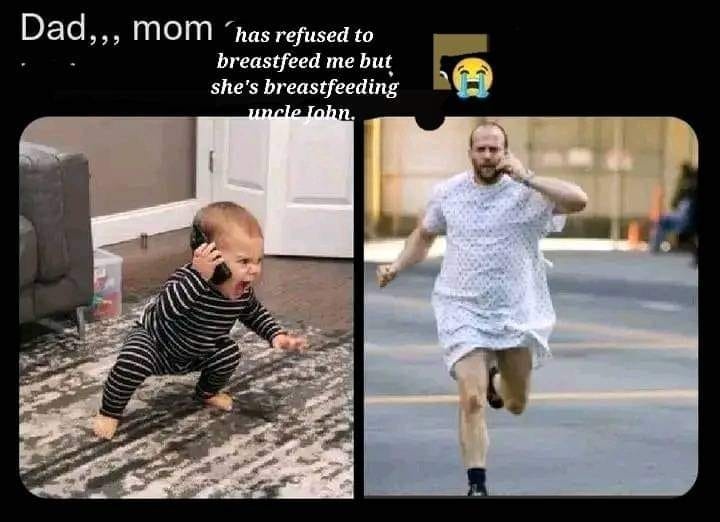 Dad,,, mom has refused to
breastfeed me but
she's breastfeeding
uncle John.